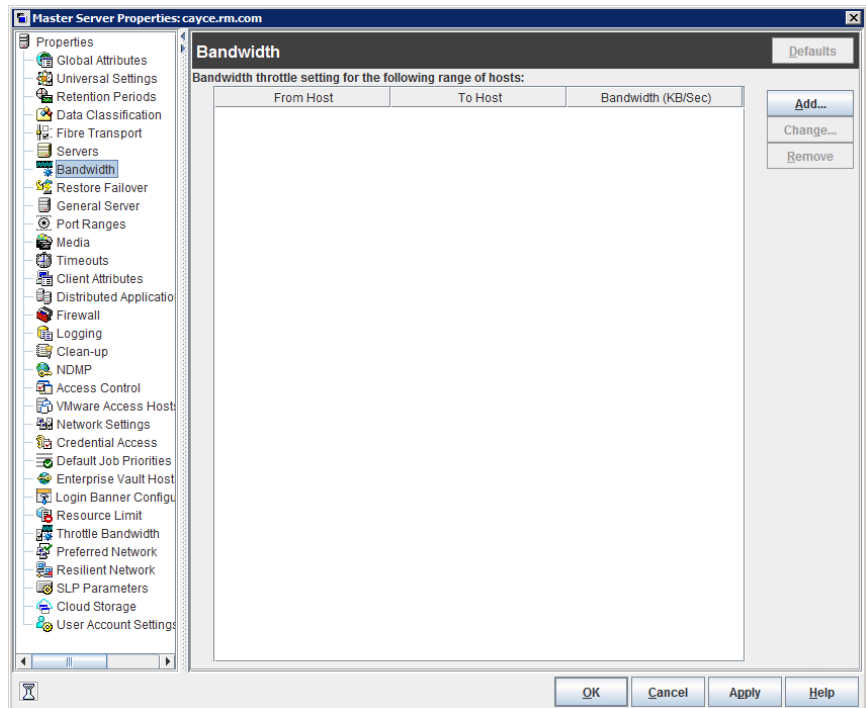 Master Server Properties: cayce.rm.com
Properties
Global Attributes
Universal Settings
Retention Periods
Data Classification
Fibre Transport
Servers
Bandwidth
Restore Failover
General Server
Port Ranges
Media
Timeouts
Client Attributes
Distributed Applicatio
Firewall
Logging
Clean-up
NDMP
Access Control
VMware Access Hosts
Network Settings
Credential Access
Default Job Priorities
Enterprise Vault Host
Login Banner Configu
Resource Limit
Throttle Bandwidth
Preferred Network
Resilient Network
SLP Parameters
Cloud Storage
User Account Settings
Bandwidth
Defaults
Bandwidth throttle setting for the following range of hosts:
From Host To Host Bandwidth (KB/Sec)
Add...
Change...
Remove
OK Cancel Apply Help